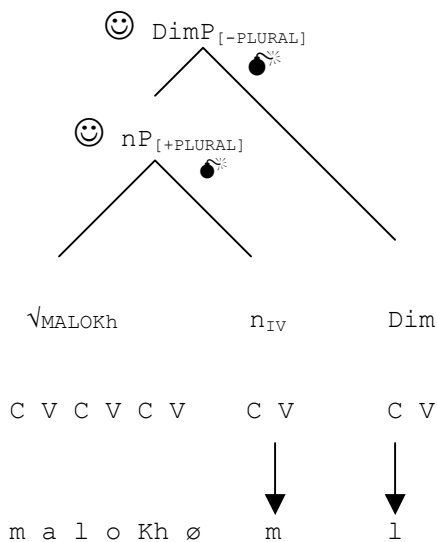 ☺ DimP[-PLURAL]
☺ nP[+PLURAL]
√MALOKh nIV Dim
C V C V C V C V C V
m a l o Kh ø m l